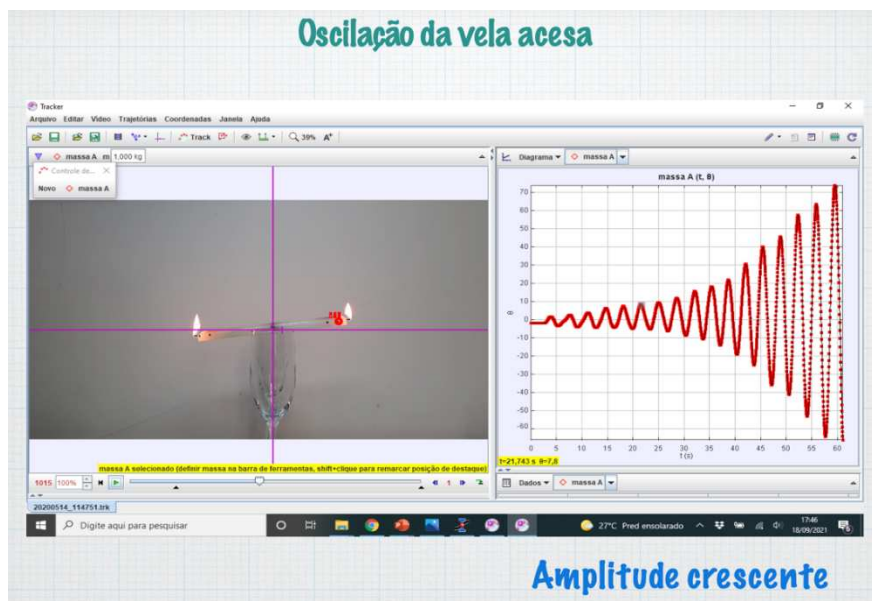 Oscilação da vela acesa
Tracker
Arquivo Editar Vídeo Trajetórias Coordenadas Janela Ajuda
Track 39%
massa A m 1,000 kg
Controle de...
Novo massa A
massa A selecionado (definir massa na barra de ferramentas, shift+clique para remarcar posição de destaque)
1015 100% 1
20200514_114751.trk
Diagrama massa A
massa A (t, θ)
70
60
50
40
30
20
10
0
-10
-20
-30
-40
-50
-60
θ
0 5 10 15 20 25 30 35 40 45 50 55 60
t (s)
t=21,743 s θ=7,8
Dados massa A
Digite aqui para pesquisar
27°C Pred ensolarado
17:46
18/09/2021
Amplitude crescente